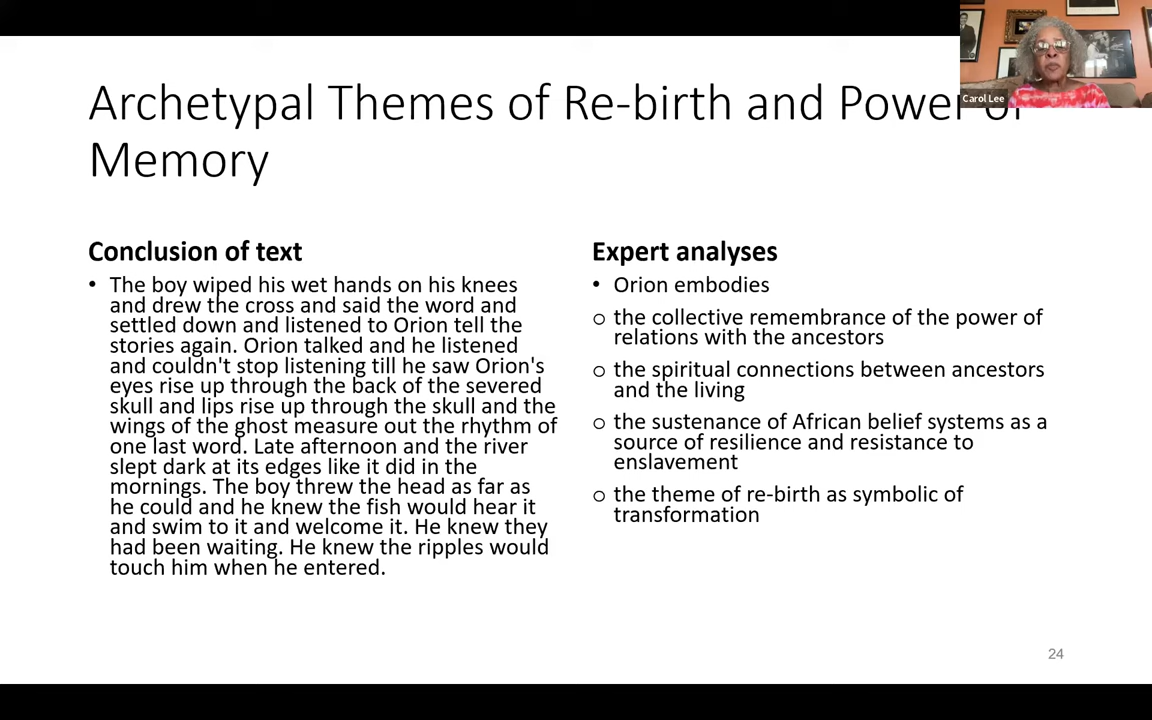 Archetypal Themes of Re-birth and Power of
Memory
Carol Lee
Conclusion of text
• The boy wiped his wet hands on his knees
and drew the cross and said the word and
settled down and listened to Orion tell the
stories again. Orion talked and he listened
and couldn't stop listening till he saw Orion's
eyes rise up through the back of the severed
skull and lips rise up through the skull and the
wings of the ghost measure out the rhythm of
one last word. Late afternoon and the river
slept dark at its edges like it did in the
mornings. The boy threw the head as far as
he could and he knew the fish would hear it
and swim to it and welcome it. He knew they
had been waiting. He knew the ripples would
touch him when he entered.
Expert analyses
• Orion embodies
o the collective remembrance of the power of
relations with the ancestors
o the spiritual connections between ancestors
and the living
o the sustenance of African belief systems as a
source of resilience and resistance to
enslavement
o the theme of re-birth as symbolic of
transformation
24